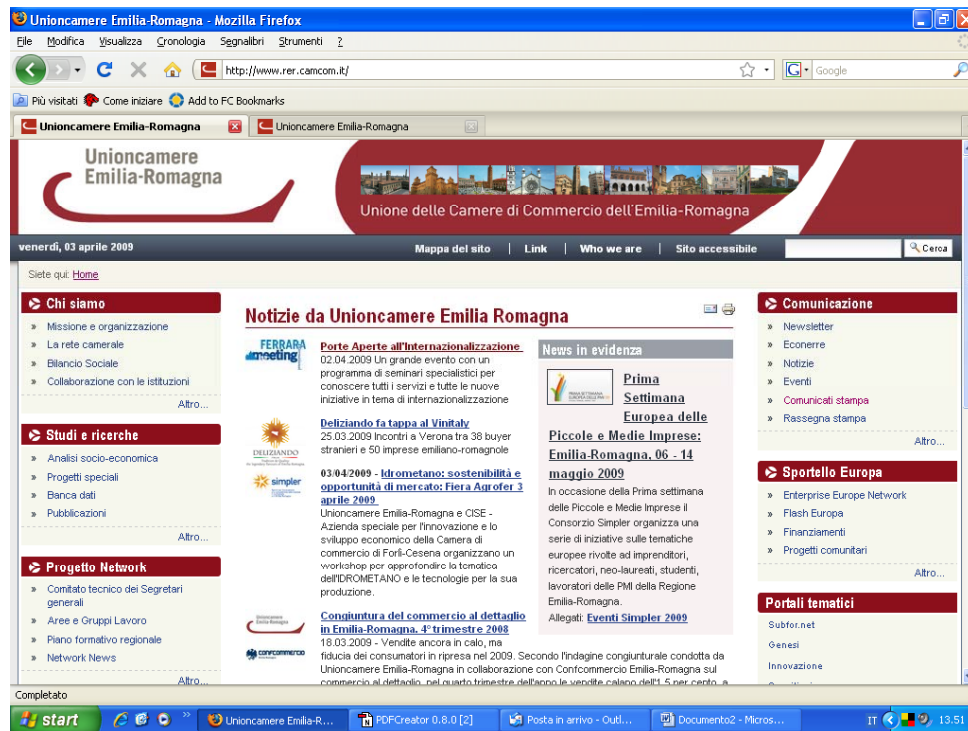 Unioncamere Emilia-Romagna - Mozilla Firefox
File Modifica Visualizza Cronologia Segnalibri Strumenti ?
http://www.rer.camcom.it/
Google
Più visitati Come iniziare Add to FC Bookmarks
Unioncamere Emilia-Romagna
Unioncamere Emilia-Romagna
Unioncamere
Emilia-Romagna
Unione delle Camere di Commercio dell'Emilia-Romagna
venerdì, 03 aprile 2009
Mappa del sito | Link | Who we are | Sito accessibile
Cerca
Siete qui: Home
Chi siamo
» Missione e organizzazione
» La rete camerale
» Bilancio Sociale
» Collaborazione con le istituzioni
Altro...
Studi e ricerche
» Analisi socio-economica
» Progetti speciali
» Banca dati
» Pubblicazioni
Altro...
Progetto Network
» Comitato tecnico dei Segretari
generali
» Aree e Gruppi Lavoro
» Piano formativo regionale
» Network News
Altro...
Notizie da Unioncamere Emilia Romagna
FERRARA
meeting
Porte Aperte all'Internazionalizzazione
02.04.2009 Un grande evento con un
programma di seminari specialistici per
conoscere tutti i servizi e tutte le nuove
iniziative in tema di internazionalizzazione
DELIZIANDO
Deliziando fa tappa al Vinitaly
25.03.2009 Incontri a Verona tra 38 buyer
stranieri e 50 imprese emiliano-romagnole
simpler
03/04/2009 - Idrometano: sostenibilità e
opportunità di mercato: Fiera Agrofer 3
aprile 2009
Unioncamere Emilia-Romagna e CISE -
Azienda speciale per l'innovazione e lo
sviluppo economico della Camera di
commercio di Forlì-Cesena organizzano un
workshop per approfondire la tematica
dell'IDROMETANO e le tecnologie per la sua
produzione.
confcommercio
Congiuntura del commercio al dettaglio
in Emilia-Romagna. 4° trimestre 2008
18.03.2009 - Vendite ancora in calo, ma
fiducia dei consumatori in ripresa nel 2009. Secondo l'indagine congiunturale condotta da
Unioncamere Emilia-Romagna in collaborazione con Confcommercio Emilia-Romagna sul
commercio al dettaglio, nel quarto trimestre dell'anno le vendite calano dell'1,5 per cento, a
News in evidenza
Prima
Settimana
Europea delle
Piccole e Medie Imprese:
Emilia-Romagna, 06 - 14
maggio 2009
In occasione della Prima settimana
delle Piccole e Medie Imprese il
Consorzio Simpler organizza una
serie di iniziative sulle tematiche
europee rivolte ad imprenditori,
ricercatori, neo-laureati, studenti,
lavoratori delle PMI della Regione
Emilia-Romagna.
Allegati: Eventi Simpler 2009
Comunicazione
» Newsletter
» Econerre
» Notizie
» Eventi
» Comunicati stampa
» Rassegna stampa
Altro...
Sportello Europa
» Enterprise Europe Network
» Flash Europa
» Finanziamenti
» Progetti comunitari
Altro...
Portali tematici
Subfor.net
Genesi
Innovazione
Completato
start
Unioncamere Emilia-R...
PDFCreator 0.8.0 [2]
Posta in arrivo - Outl...
Documento2 - Micros...
IT
13.51